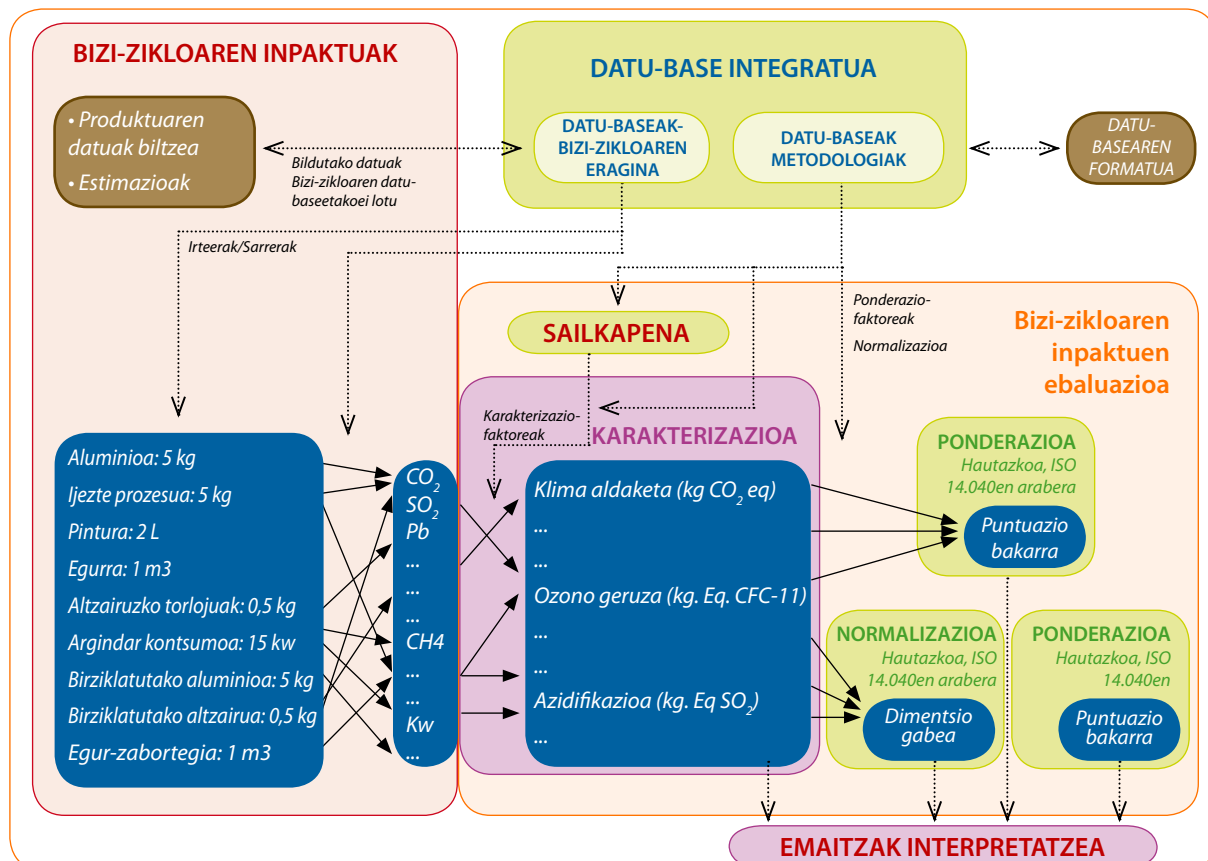 BIZI-ZIKLOAREN INPAKTUAK
• Produktuaren
datuak biltzea
• Estimazioak
Bildutako datuak
Bizi-zikloaren datu-
baseetakoei lotu
DATU-BASE INTEGRATUA
DATU-BASEAK-
BIZI-ZIKLOAREN
ERAGINA
DATU-BASEAK
METODOLOGIAK
DATU-
BASEAREN
FORMATUA
Irteerak/Sarrerak
SAILKAPENA
Ponderazio-
faktoreak
Normalizazioa
Bizi-zikloaren
inpaktuen
ebaluazioa
Karakterizazio-
faktoreak
KARAKTERIZAZIOA
Aluminioa: 5 kg
Ijezte prozesua: 5 kg
Pintura: 2 L
Egurra: 1 m3
Altzairuzko torlojuak: 0,5 kg
Argindar kontsumoa: 15 kw
Birziklatutako aluminioa: 5 kg
Birziklatutako altzairua: 0,5 kg
Egur-zabortegia: 1 m3
CO₂
SO₂
Pb
...
...
...
CH4
...
...
Kw
...
Klima aldaketa (kg CO₂ eq)
...
...
Ozono geruza (kg. Eq. CFC-11)
...
...
Azidifikazioa (kg. Eq SO₂)
...
PONDERAZIOA
Hautazkoa, ISO
14.040en arabera
Puntuazio
bakarra
NORMALIZAZIOA
Hautazkoa, ISO
14.040en arabera
Dimentsio
gabea
PONDERAZIOA
Hautazkoa, ISO
14.040en
Puntuazio
bakarra
EMAITZAK INTERPRETATZEA